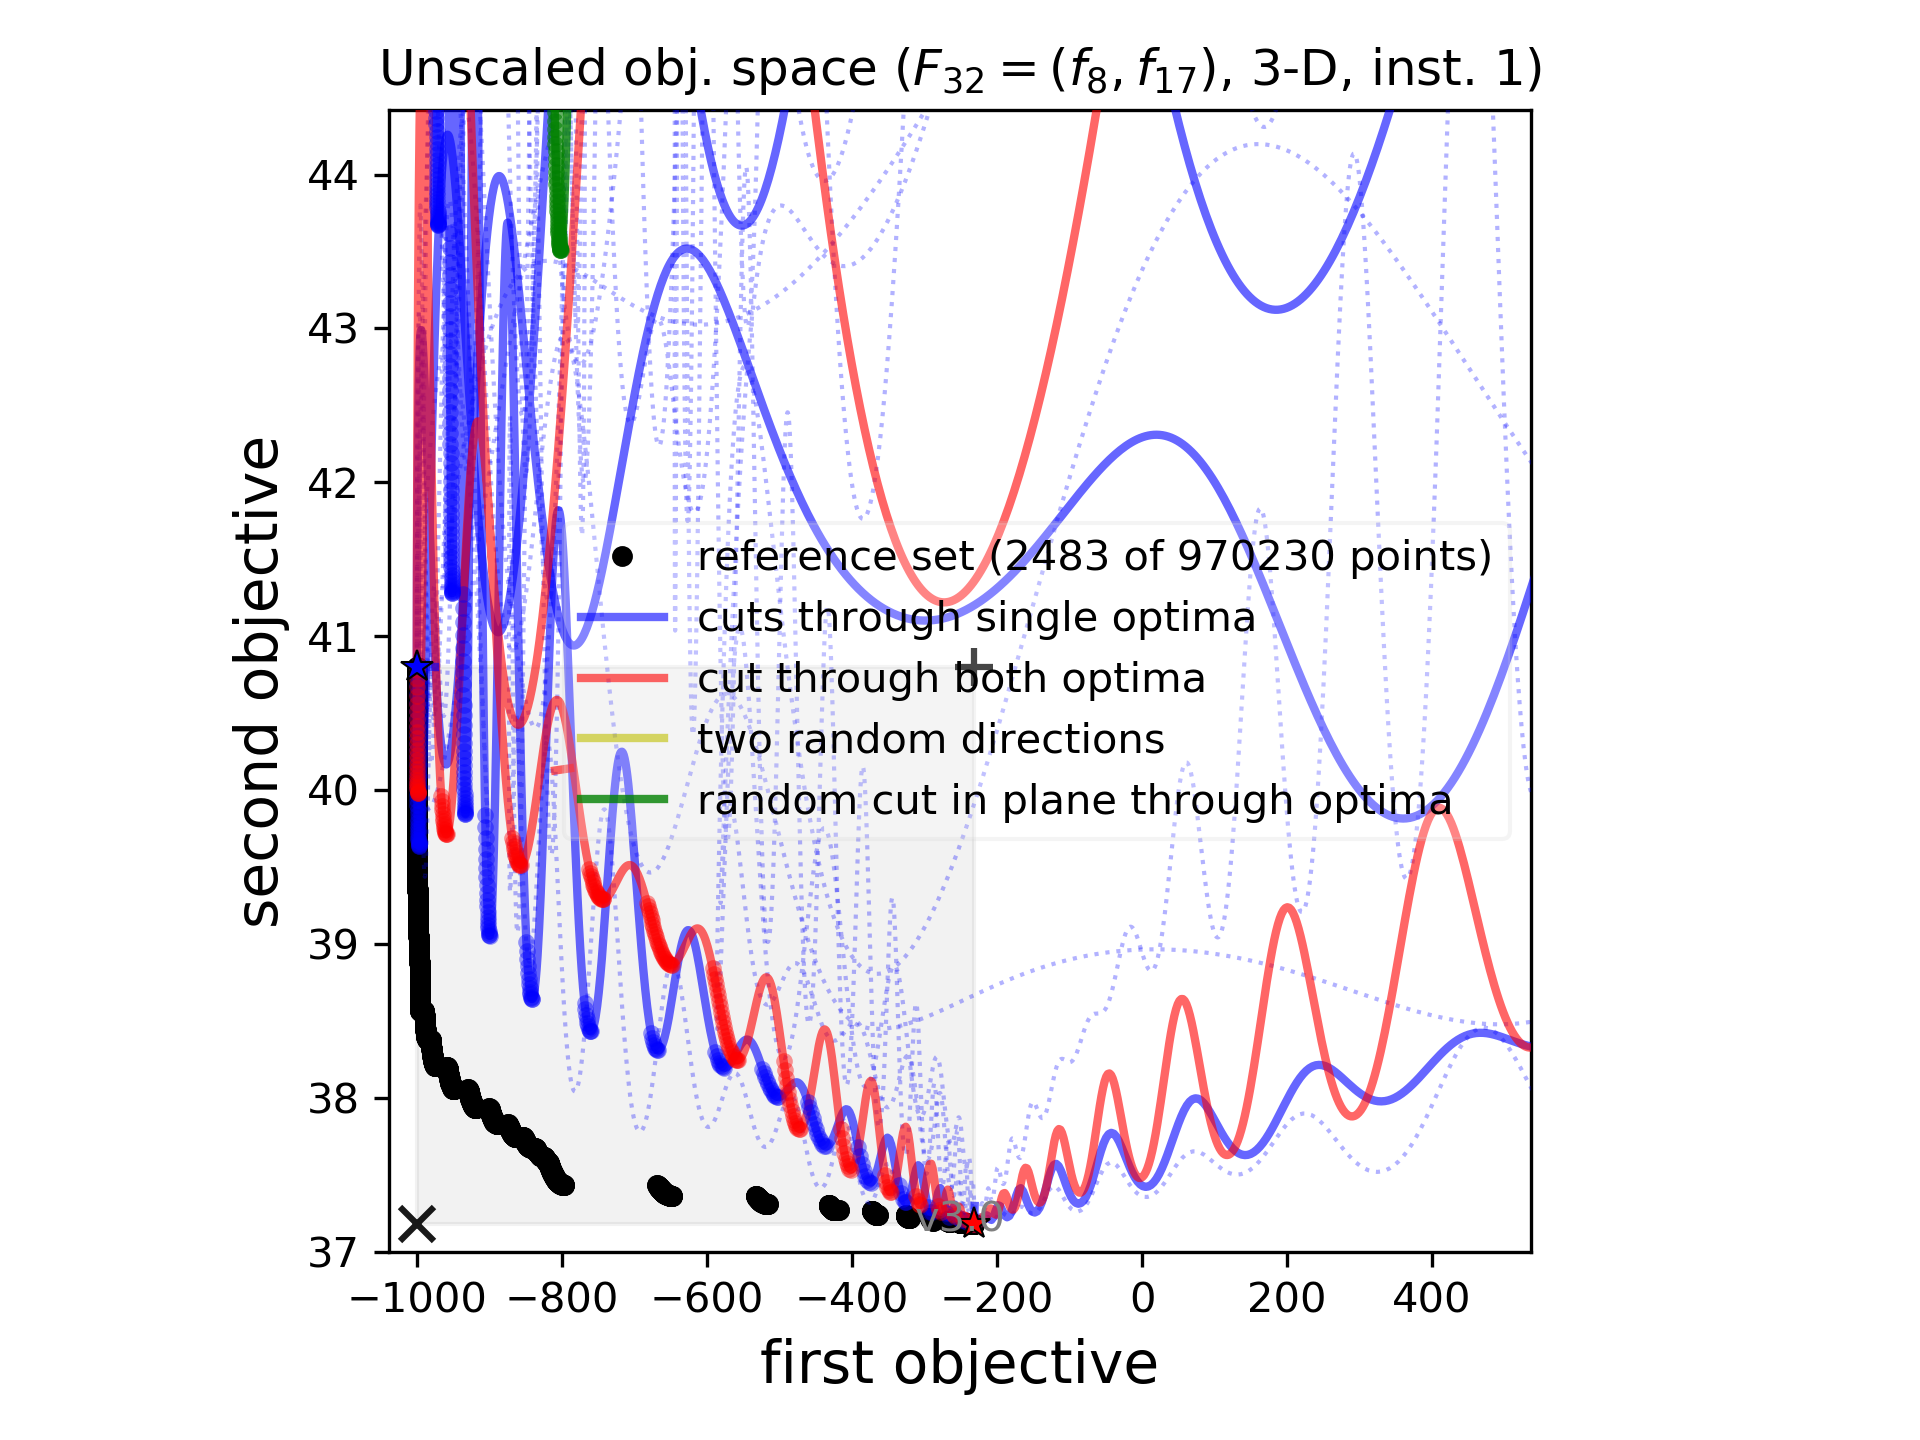 Unscaled obj. space (F32 = (f8, f17), 3-D, inst. 1)
second objective
44
43
42
41
40
39
38
37
reference set (2483 of 970230 points)
cuts through single optima
cut through both optima
two random directions
random cut in plane through optima
−1000 −800 −600 −400 −200 0 200 400
first objective